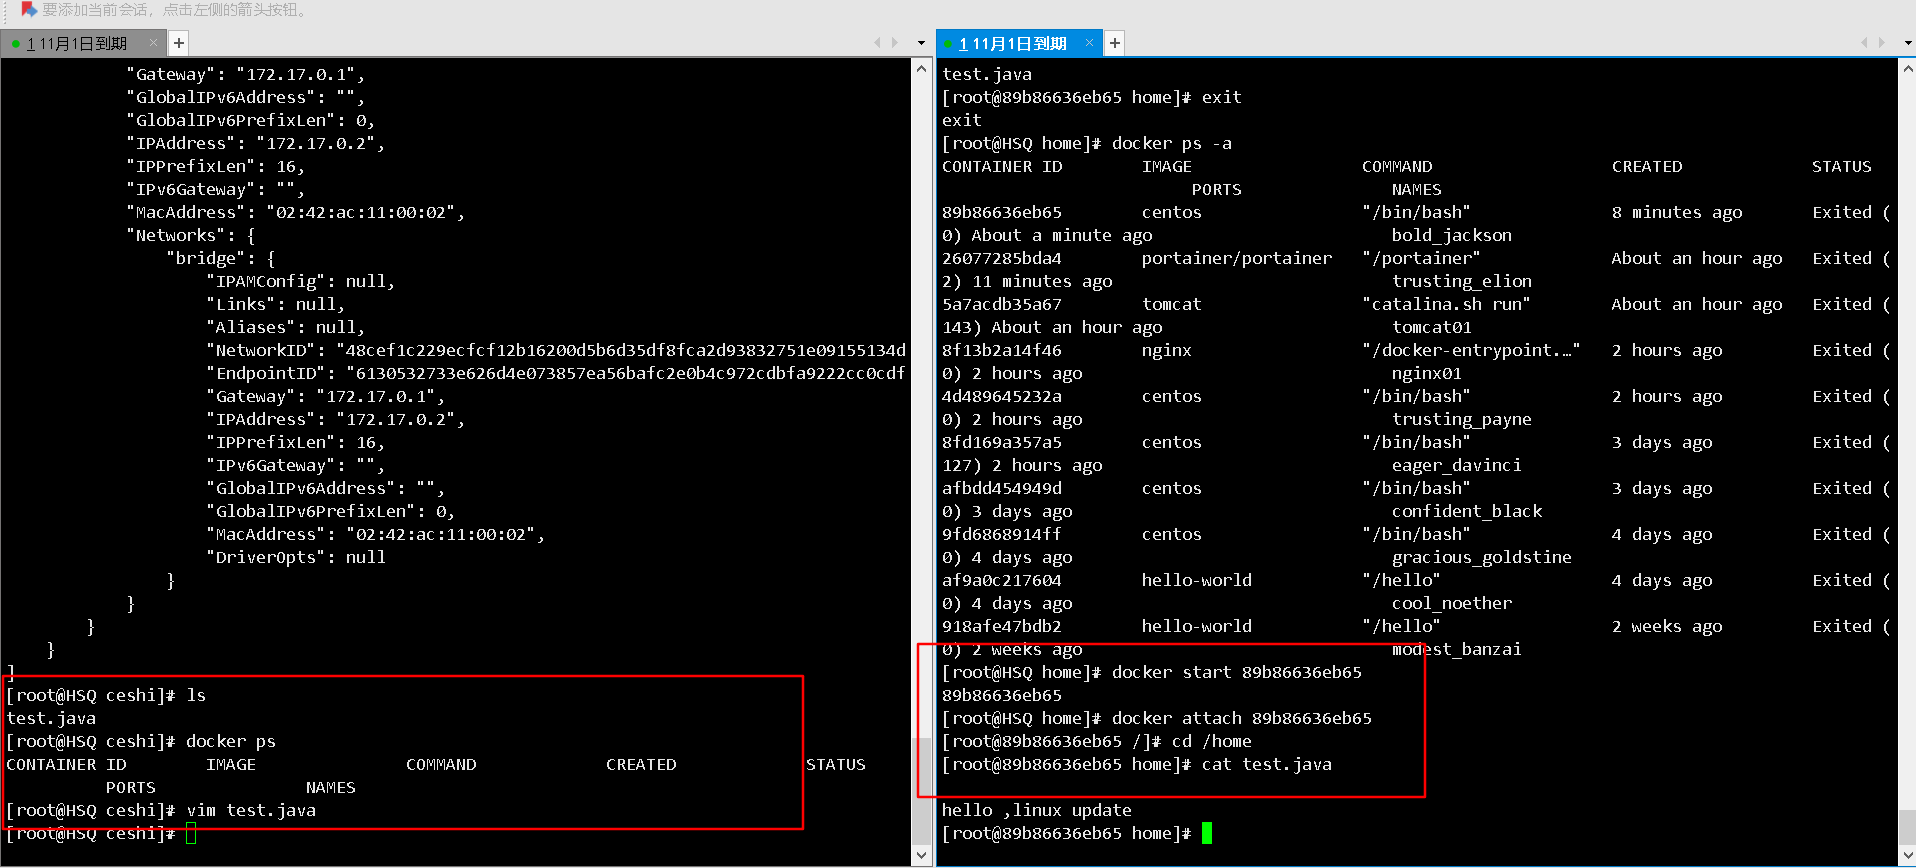 要添加当前会话，点击左侧的箭头按钮。
1 11月1日到期
"Gateway": "172.17.0.1",
"GlobalIPv6Address": "",
"GlobalIPv6PrefixLen": 0,
"IPAddress": "172.17.0.2",
"IPPrefixLen": 16,
"IPv6Gateway": "",
"MacAddress": "02:42:ac:11:00:02",
"Networks": {
"bridge": {
"IPAMConfig": null,
"Links": null,
"Aliases": null,
"NetworkID": "48cef1c229ecfcf12b16200d5b6d35df8fca2d93832751e09155134d
"EndpointID": "6130532733e626d4e073857ea56bafc2e0b4c972cdbfa9222cc0cdf
"Gateway": "172.17.0.1",
"IPAddress": "172.17.0.2",
"IPPrefixLen": 16,
"IPv6Gateway": "",
"GlobalIPv6Address": "",
"GlobalIPv6PrefixLen": 0,
"MacAddress": "02:42:ac:11:00:02",
"DriverOpts": null
}
}
}
}
]
[root@HSQ ceshi]# ls
test.java
[root@HSQ ceshi]# docker ps
CONTAINER ID IMAGE COMMAND CREATED STATUS
PORTS NAMES
[root@HSQ ceshi]# vim test.java
[root@HSQ ceshi]#
1 11月1日到期
test.java
[root@89b86636eb65 home]# exit
exit
[root@HSQ home]# docker ps -a
CONTAINER ID IMAGE COMMAND CREATED STATUS
PORTS NAMES
89b86636eb65 centos "/bin/bash" 8 minutes ago Exited (
0) About a minute ago bold_jackson
26077285bda4 portainer/portainer "/portainer" About an hour ago Exited (
2) 11 minutes ago trusting_elion
5a7acdb35a67 tomcat "catalina.sh run" About an hour ago Exited (
143) About an hour ago tomcat01
8f13b2a14f46 nginx "/docker-entrypoint.…" 2 hours ago Exited (
0) 2 hours ago nginx01
4d489645232a centos "/bin/bash" 2 hours ago Exited (
0) 2 hours ago trusting_payne
8fd169a357a5 centos "/bin/bash" 3 days ago Exited (
127) 2 hours ago eager_davinci
afbdd454949d centos "/bin/bash" 3 days ago Exited (
0) 3 days ago confident_black
9fd6868914ff centos "/bin/bash" 4 days ago Exited (
0) 4 days ago gracious_goldstine
af9a0c217604 hello-world "/hello" 4 days ago Exited (
0) 4 days ago cool_noether
918afe47bdb2 hello-world "/hello" 2 weeks ago Exited (
0) 2 weeks ago modest_banzai
[root@HSQ home]# docker start 89b86636eb65
89b86636eb65
[root@HSQ home]# docker attach 89b86636eb65
[root@89b86636eb65 /]# cd /home
[root@89b86636eb65 home]# cat test.java
hello ,linux update
[root@89b86636eb65 home]#